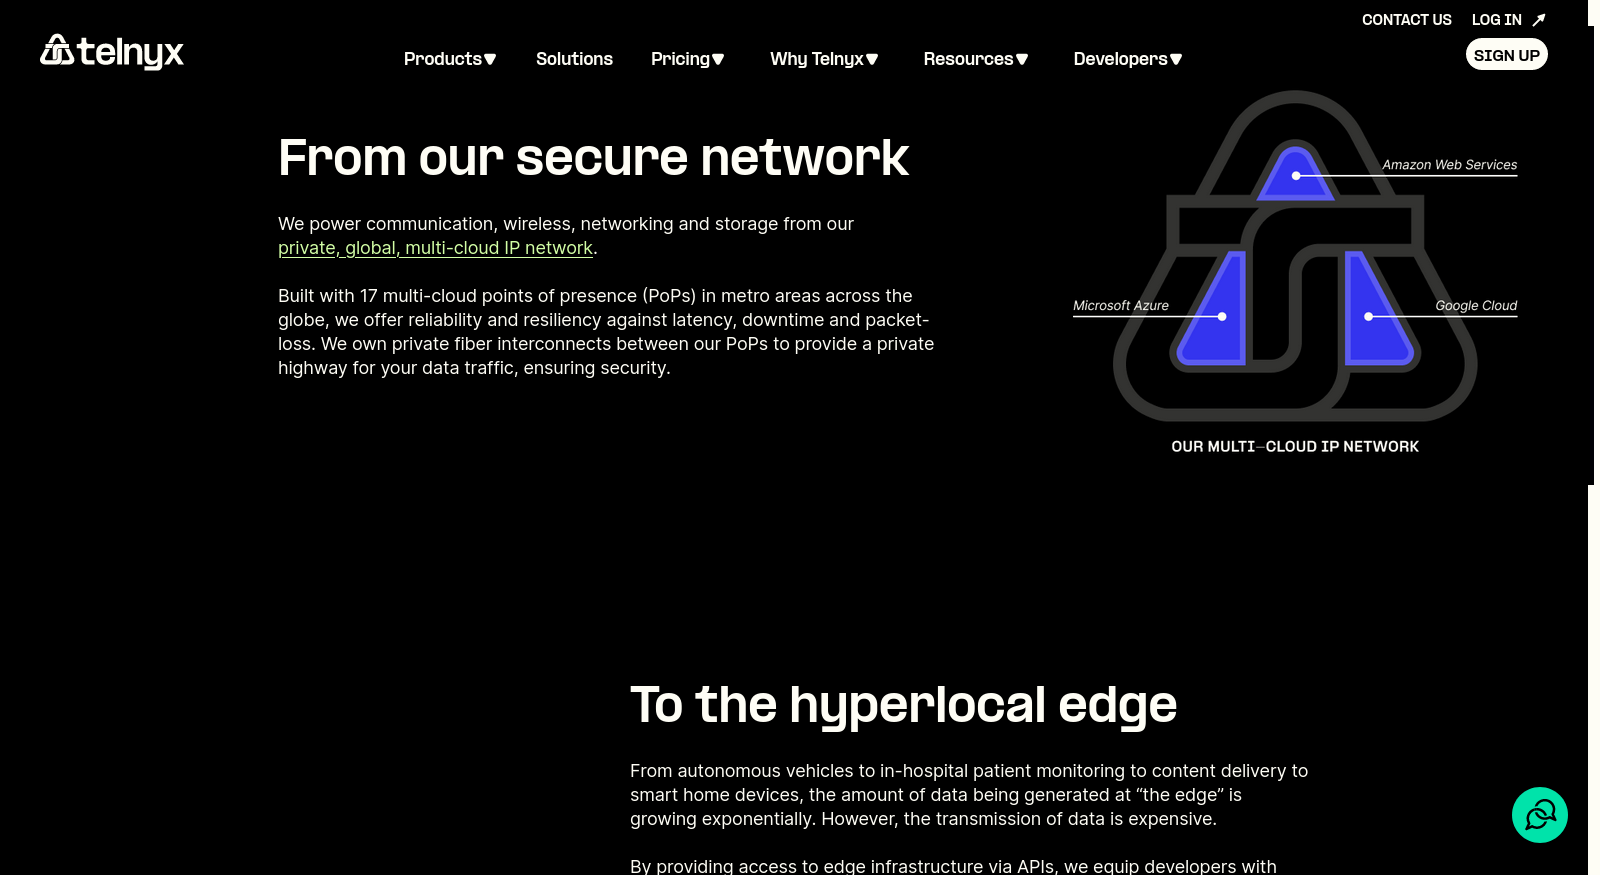 CONTACT US LOG IN
telnyx
Products Solutions Pricing Why Telnyx Resources Developers
SIGN UP
From our secure network
We power communication, wireless, networking and storage from our
private, global, multi-cloud IP network.
Built with 17 multi-cloud points of presence (PoPs) in metro areas across the
globe, we offer reliability and resiliency against latency, downtime and packet-
loss. We own private fiber interconnects between our PoPs to provide a private
highway for your data traffic, ensuring security.
Amazon Web Services
Microsoft Azure
Google Cloud
OUR MULTI–CLOUD IP NETWORK
To the hyperlocal edge
From autonomous vehicles to in-hospital patient monitoring to content delivery to
smart home devices, the amount of data being generated at “the edge” is
growing exponentially. However, the transmission of data is expensive.
By providing access to edge infrastructure via APIs, we equip developers with